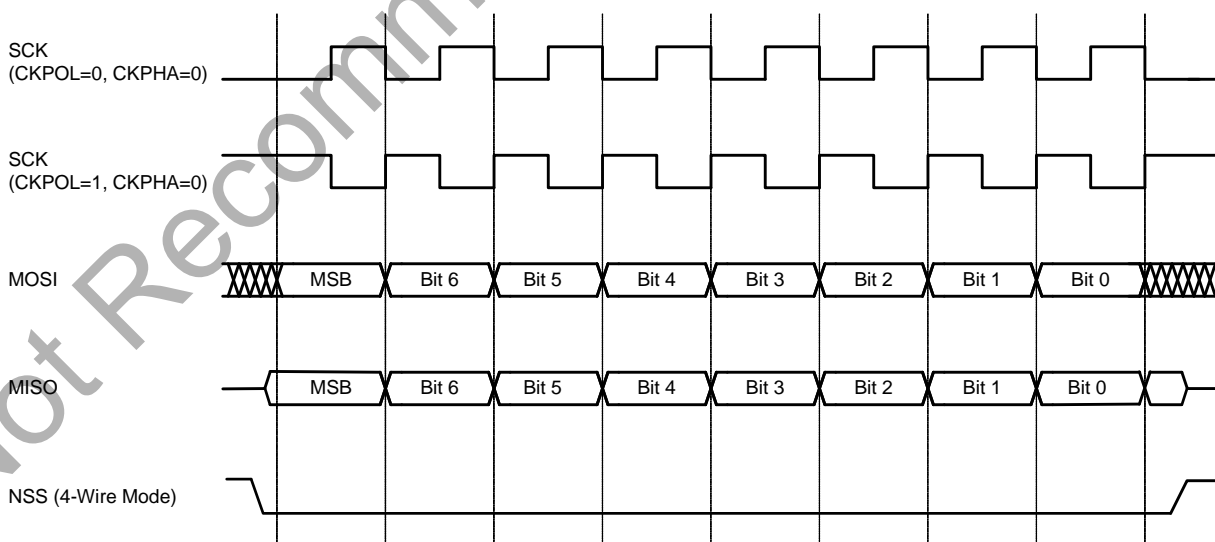 SCK
(CKPOL=0, CKPHA=0)
SCK
(CKPOL=1, CKPHA=0)
MOSI
MSB Bit 6 Bit 5 Bit 4 Bit 3 Bit 2 Bit 1 Bit 0
MISO
MSB Bit 6 Bit 5 Bit 4 Bit 3 Bit 2 Bit 1 Bit 0
NSS (4-Wire Mode)
Not Recomm